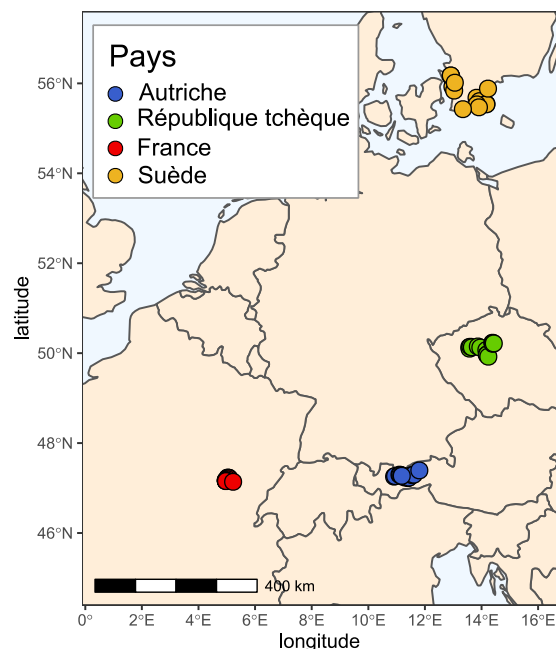 Pays
Autriche
République tchèque
France
Suède
56°N
54°N
52°N
50°N
48°N
46°N
latitude
400 km
0° 2°E 4°E 6°E 8°E 10°E 12°E 14°E 16°E
longitude